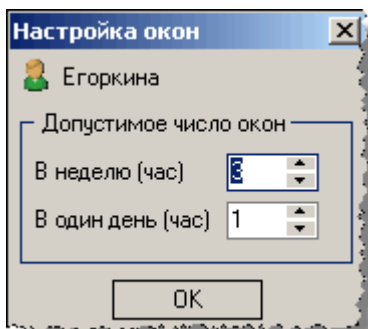 Настройка окон
Егоркина
Допустимое число окон
В неделю (час) 3
В один день (час) 1
OK